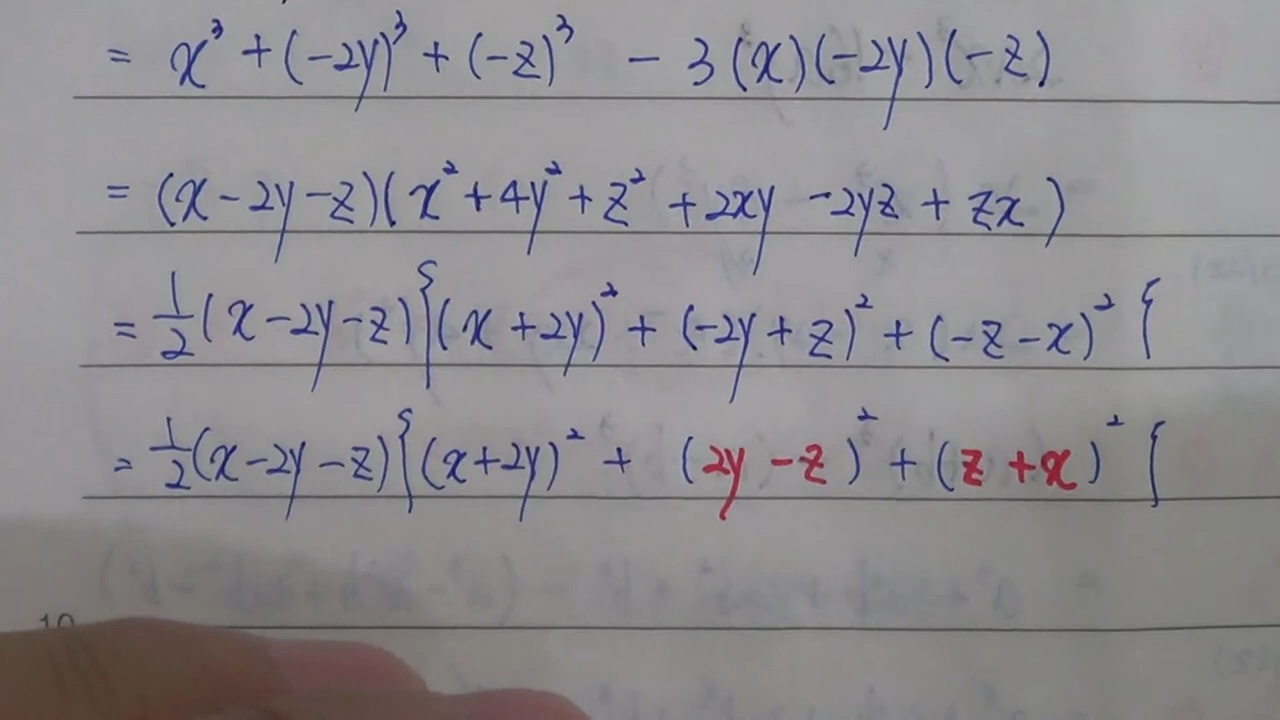 = x³ + (-2y)³ + (-z)³ - 3(x)(-2y)(-z)
= (x-2y-z)(x²+4y²+z²+2xy-2yz+zx)
= 1/2(x-2y-z){(x+2y)²+(-2y+z)²+(-z-x)²{
= 1/2(x-2y-z){(x+2y)²+(2y-z)²+(z+x)²{